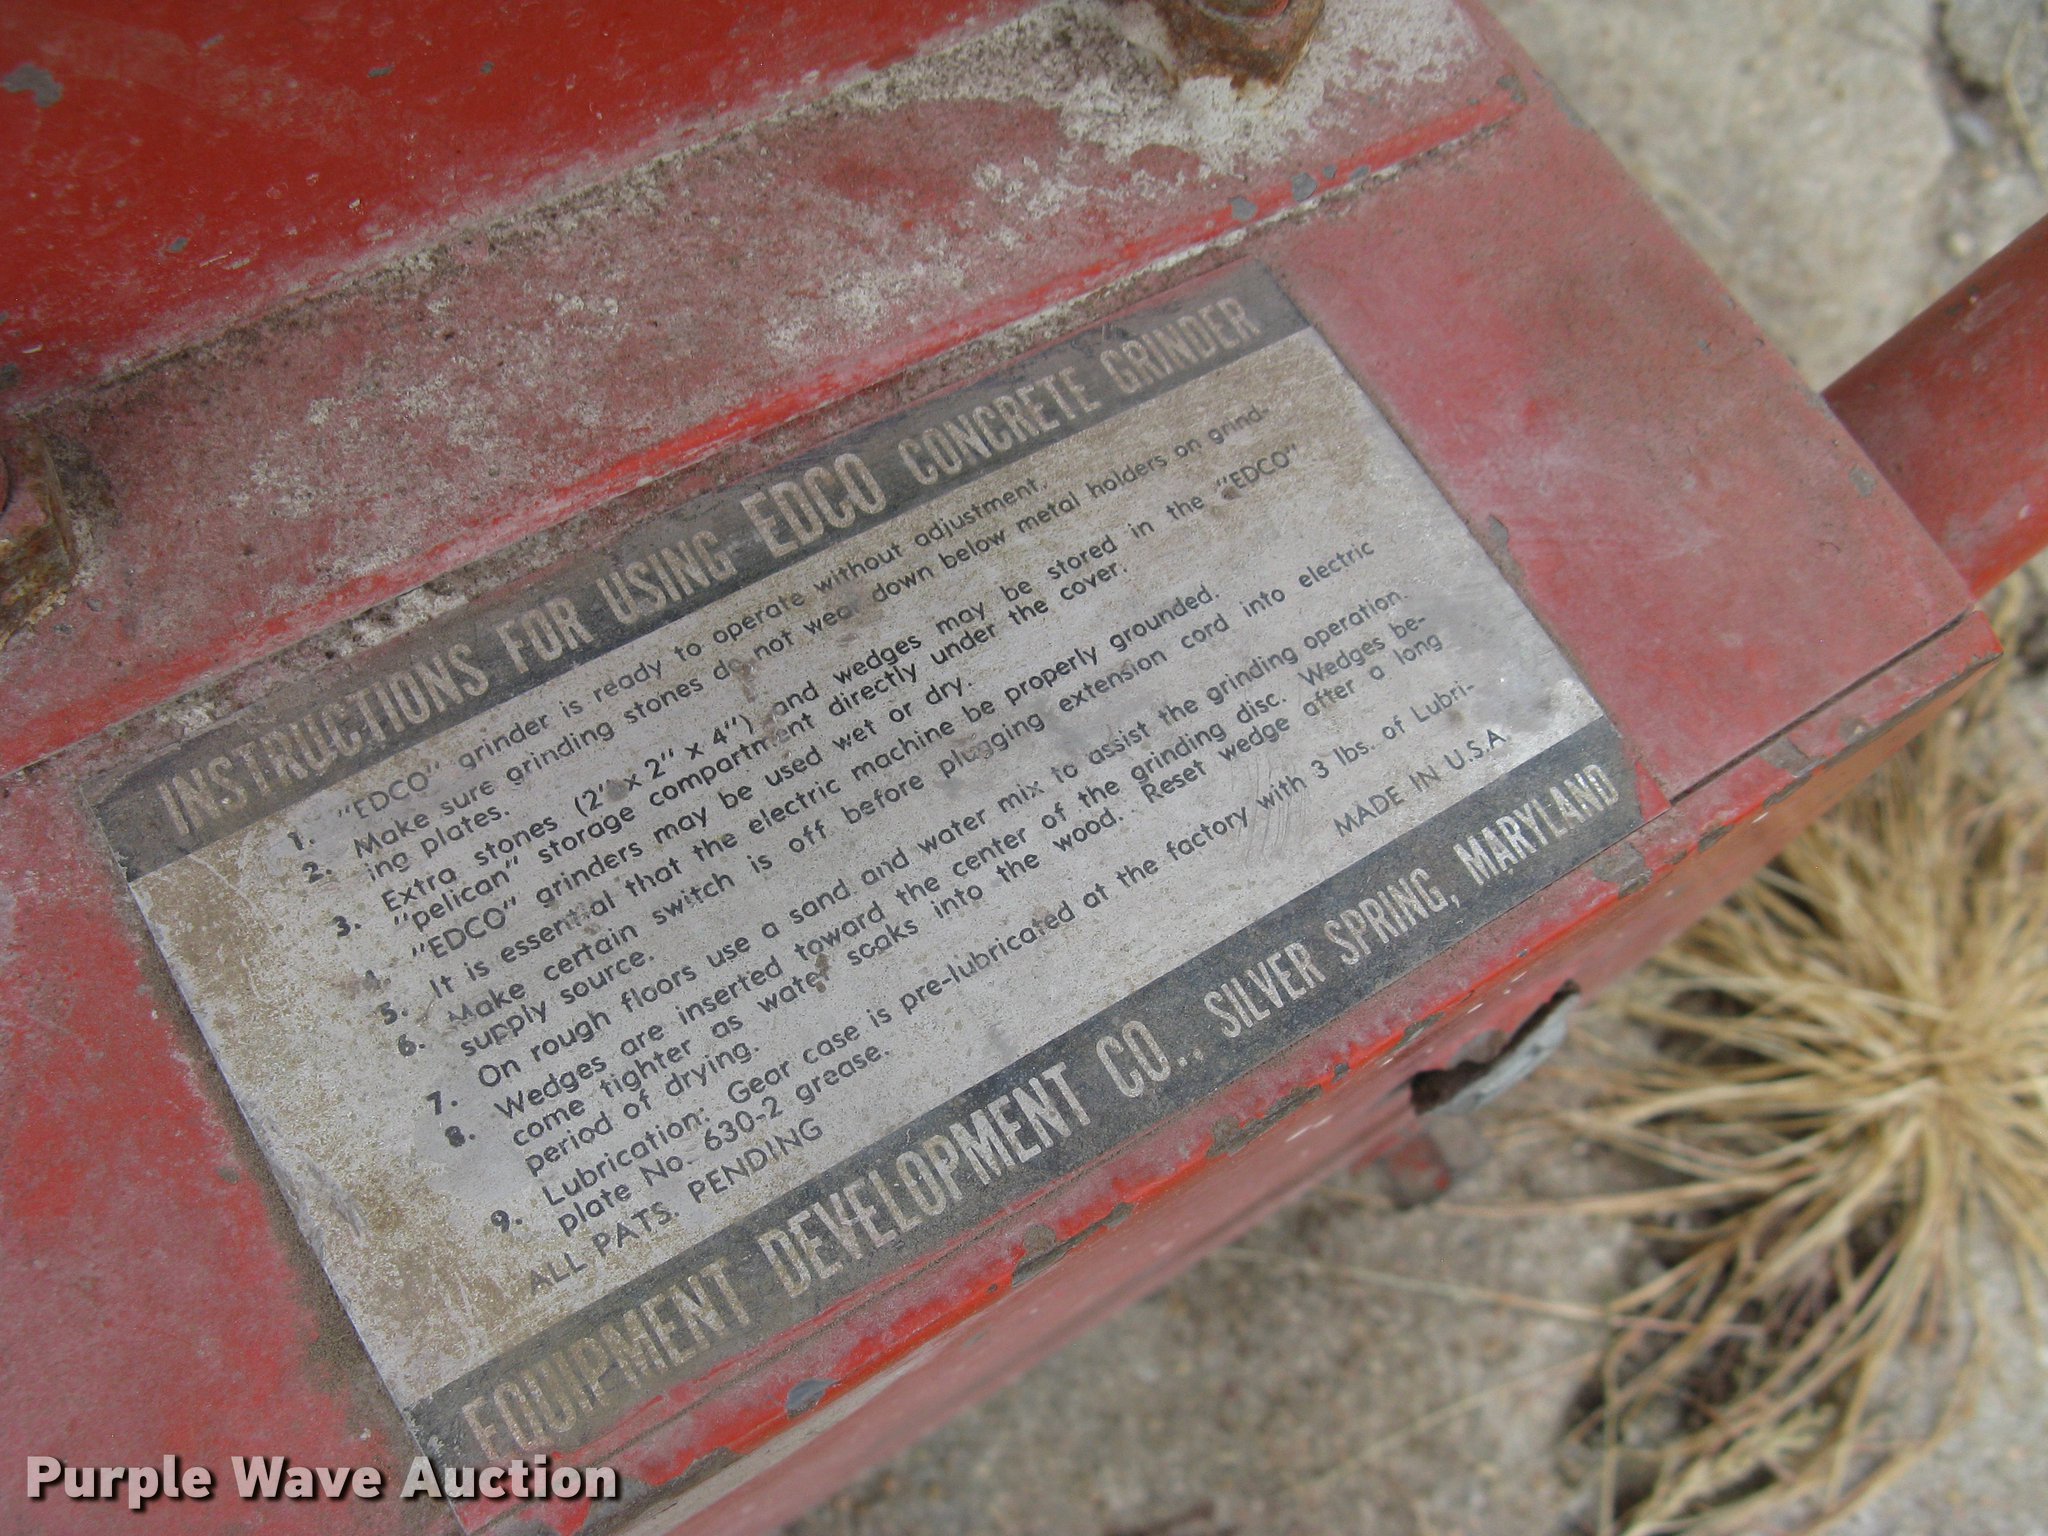 INSTRUCTIONS FOR USING EDCO CONCRETE GRINDER
1. "EDCO" grinder is ready to operate without adjustment.
2. Make sure grinding stones do not wear down below metal holders on grind-
ing plates.
3. Extra stones (2" x 2" x 4") and wedges may be stored in the "EDCO"
"pelican" storage compartment directly under the cover.
4. "EDCO" grinders may be used wet or dry.
5. It is essential that the electric machine be properly grounded.
6. Make certain switch is off before plugging extension cord into electric
supply source.
7. On rough floors use a sand and water mix to assist the grinding operation.
8. Wedges are inserted toward the center of the grinding disc. Wedges be-
come tighter as water soaks into the wood. Reset wedge after a long
period of drying.
9. Lubrication: Gear case is pre-lubricated at the factory with 3 lbs. of Lubri-
plate No. 630-2 grease.
ALL PATS. PENDING MADE IN U.S.A.
EQUIPMENT DEVELOPMENT CO., SILVER SPRING, MARYLAND
Purple Wave Auction